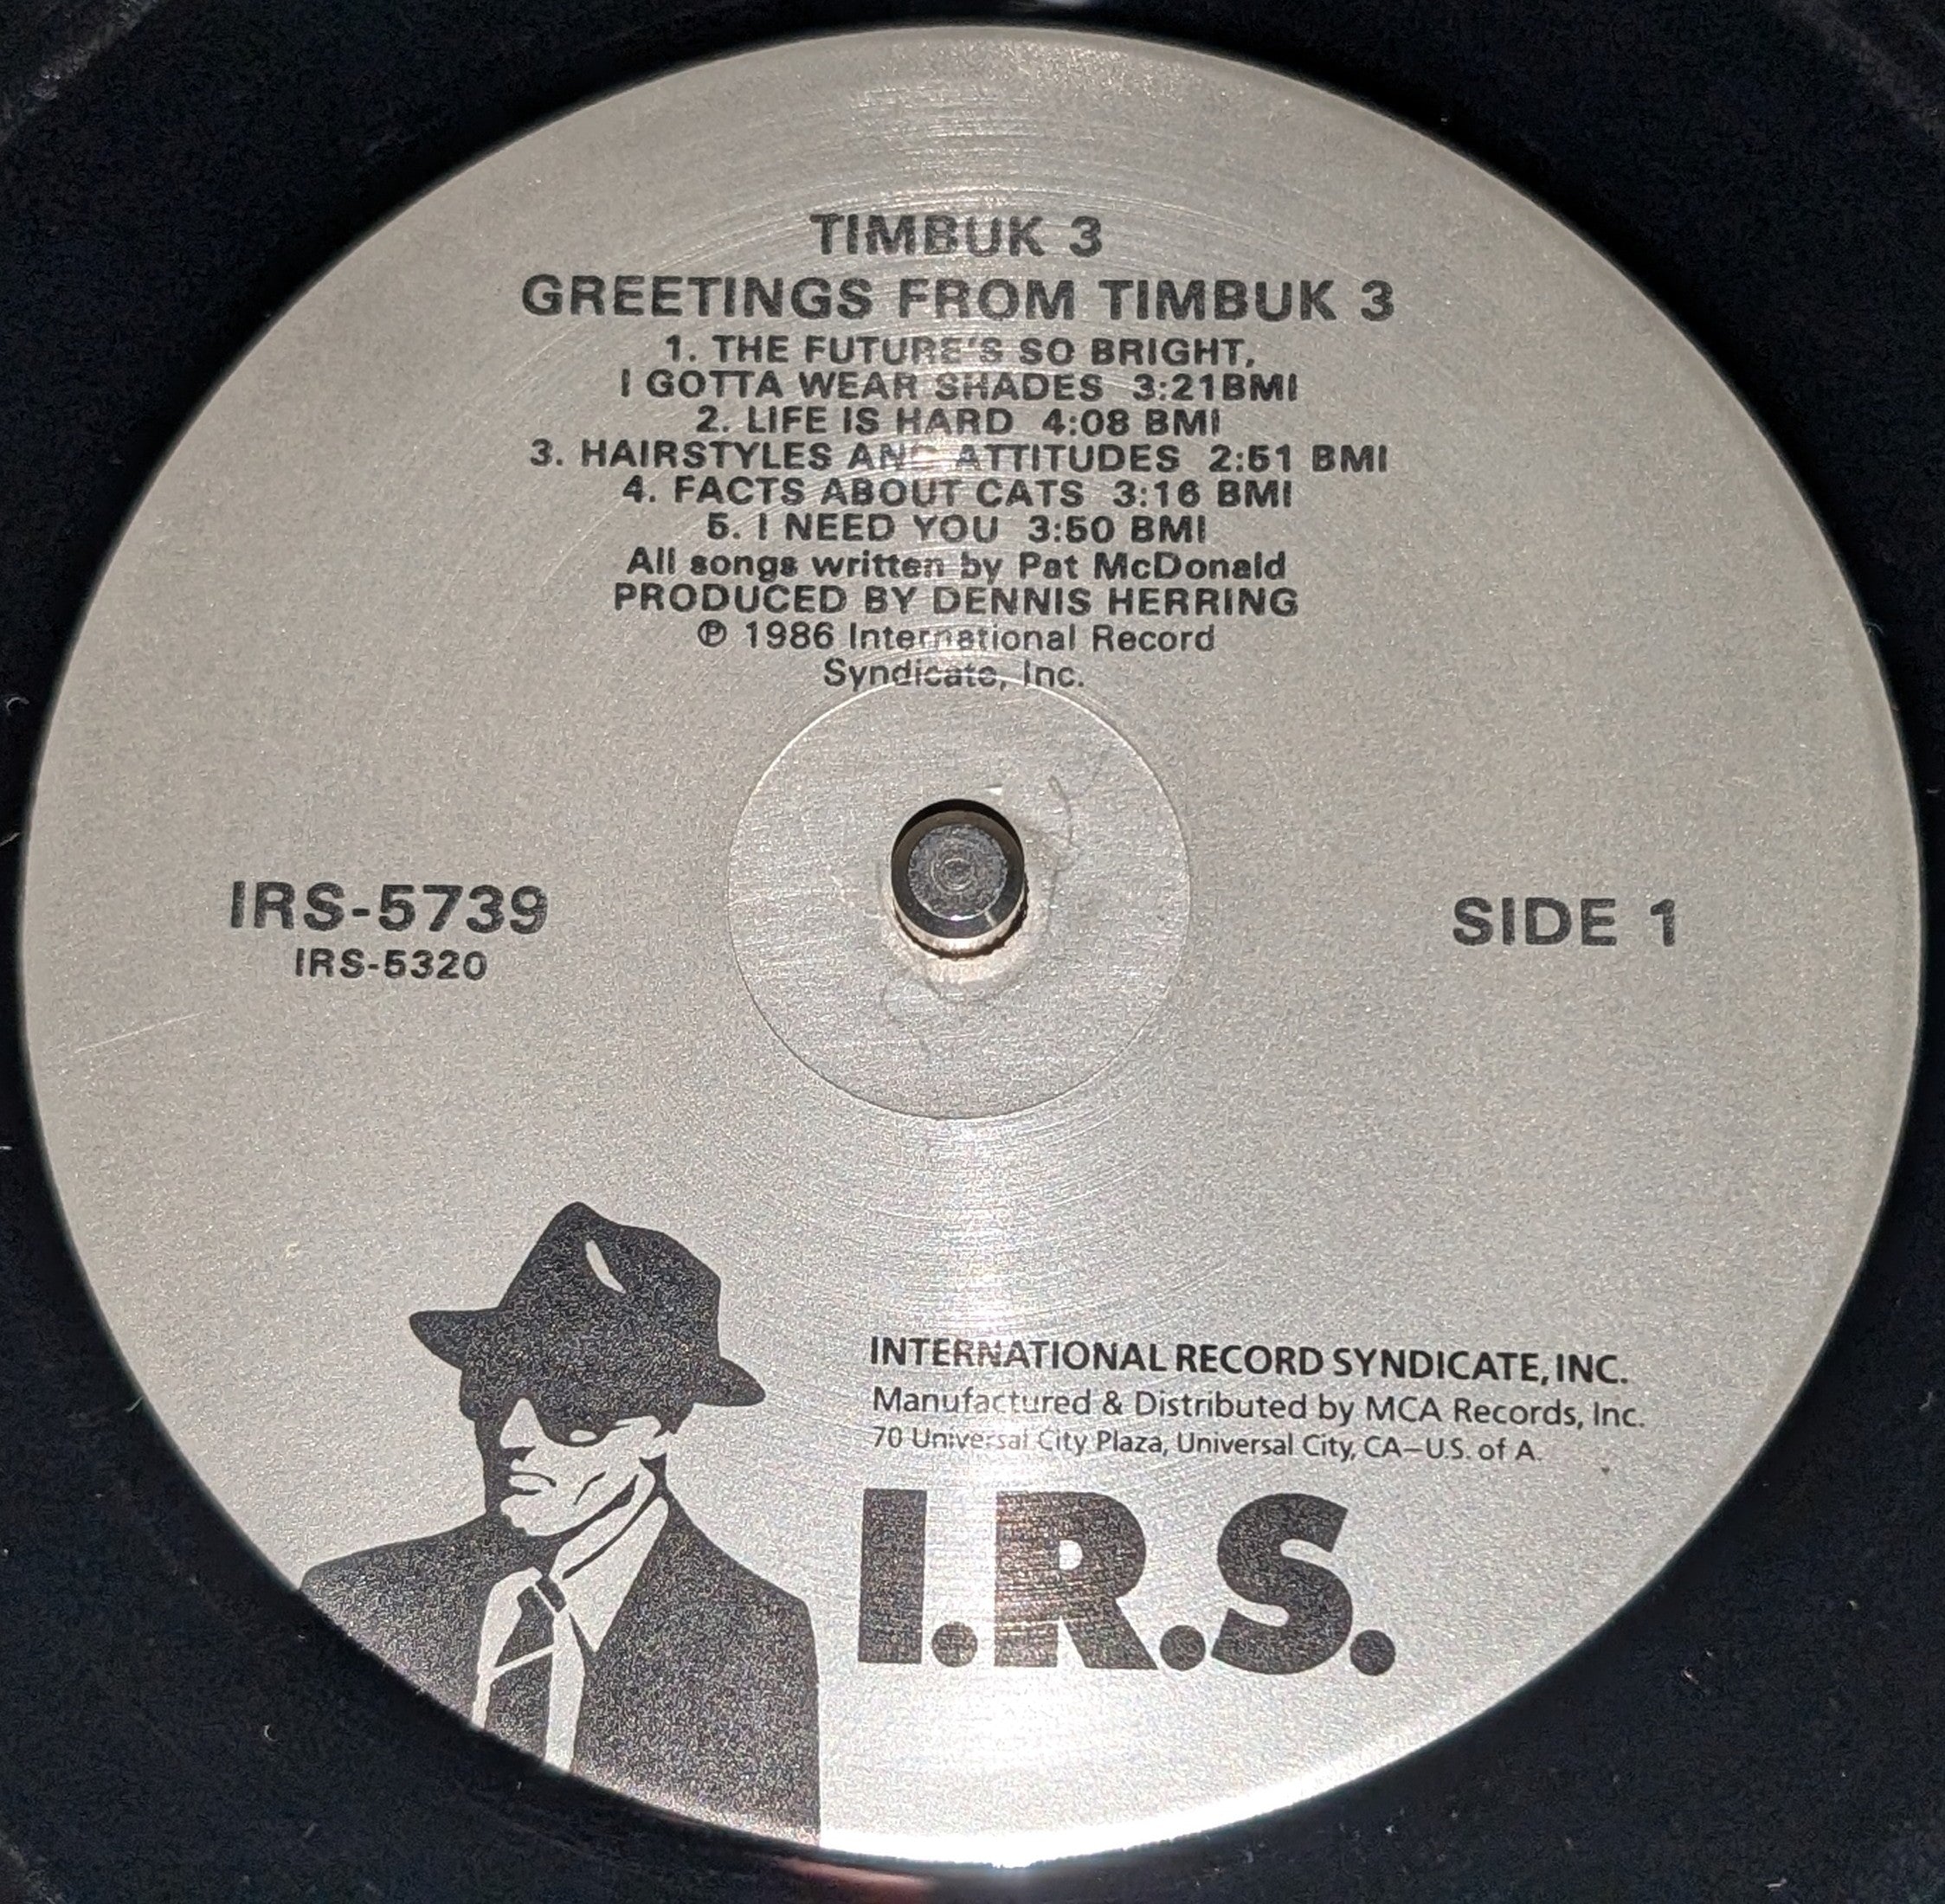 TIMBUK 3
GREETINGS FROM TIMBUK 3
1. THE FUTURE'S SO BRIGHT,
I GOTTA WEAR SHADES 3:21BMI
2. LIFE IS HARD 4:08 BMI
3. HAIRSTYLES AND ATTITUDES 2:51 BMI
4. FACTS ABOUT CATS 3:16 BMI
5. I NEED YOU 3:50 BMI
All songs written by Pat McDonald
PRODUCED BY DENNIS HERRING
℗ 1986 International Record
Syndicate, Inc.
IRS-5739
IRS-5320
SIDE 1
INTERNATIONAL RECORD SYNDICATE, INC.
Manufactured & Distributed by MCA Records, Inc.
70 Universal City Plaza, Universal City, CA–U.S. of A.
I.R.S.